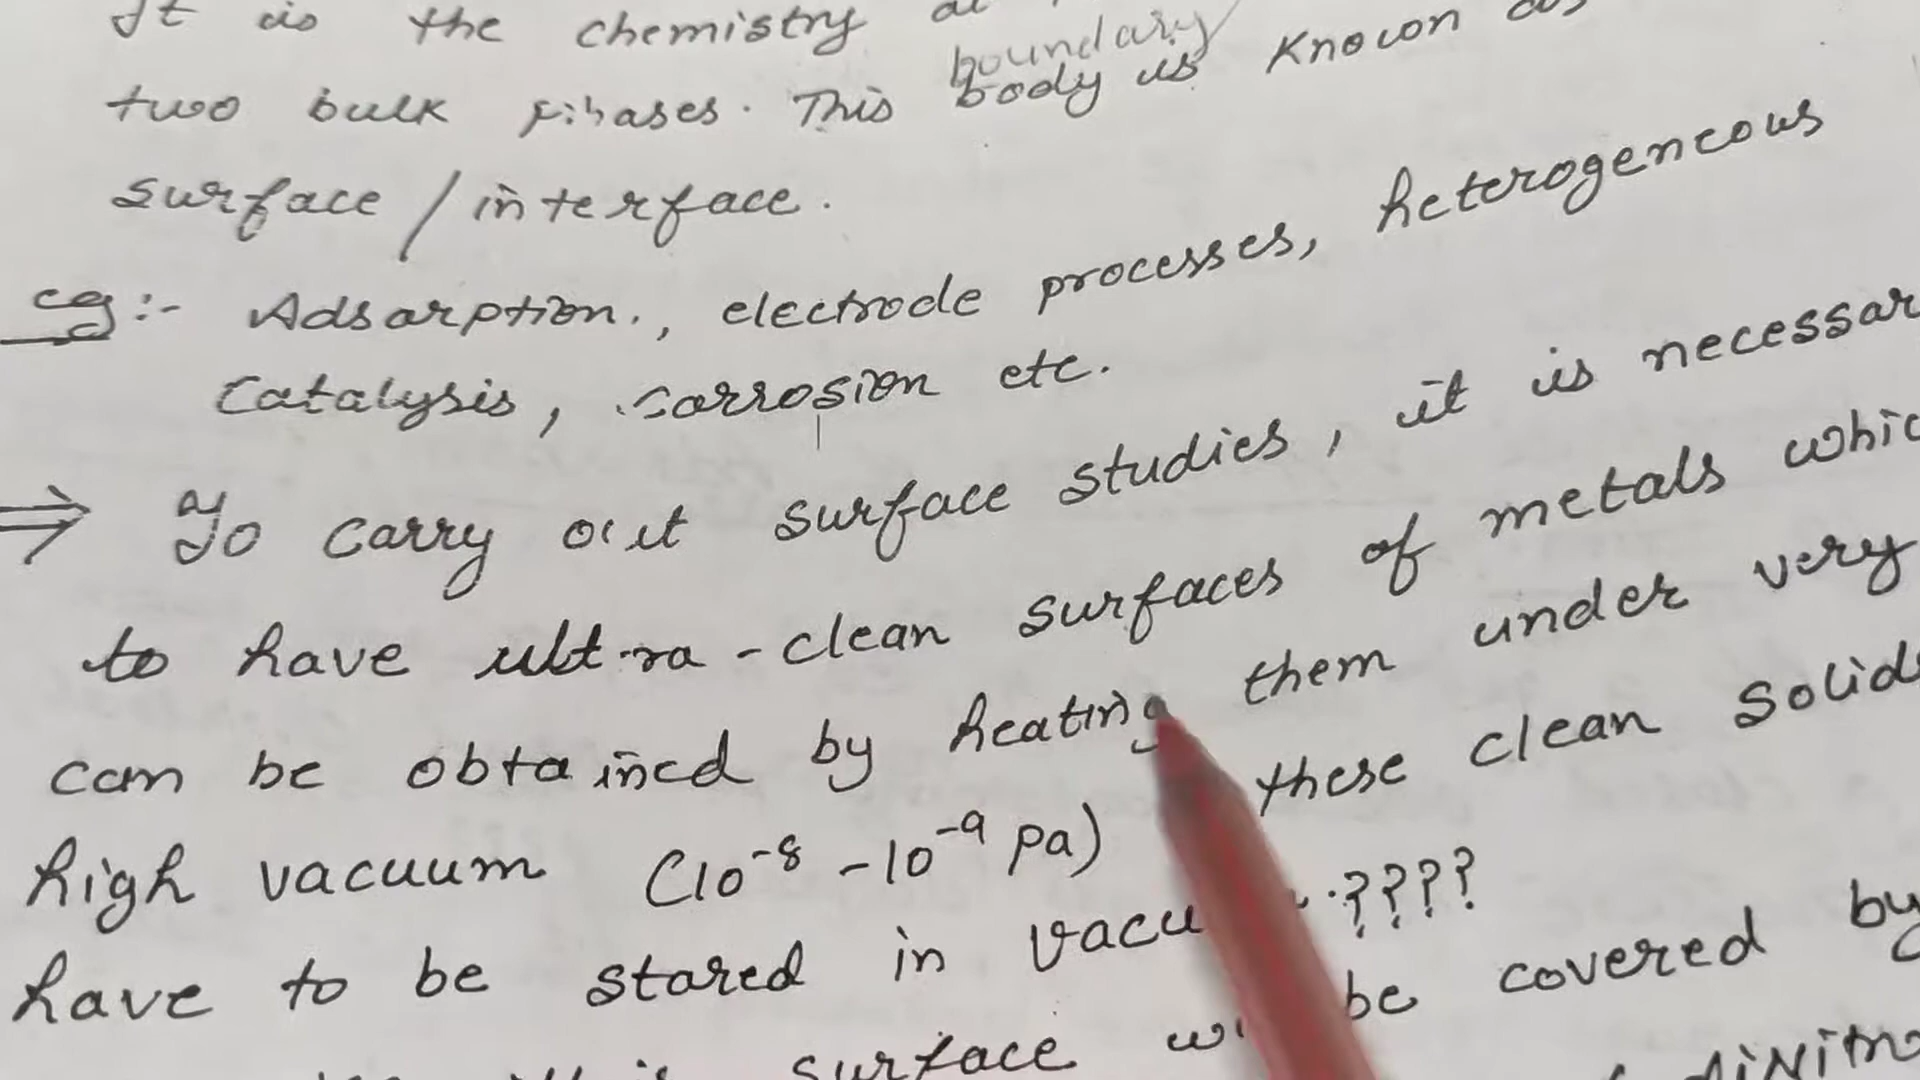 It is the chemistry at
boundary
two bulk phases. This body is known as
surface / interface.
eg:- Adsarption., electrode processes, heterogeneous
Catalysis, corrosion etc.
⇒ To carry out surface studies, it is necessar
to have ultra-clean surfaces of metals whic
can be obtained by heating them under very
high vacuum (10⁻⁸ - 10⁻⁹ pa) these clean solid
have to be stared in vacu ????
surface be covered by